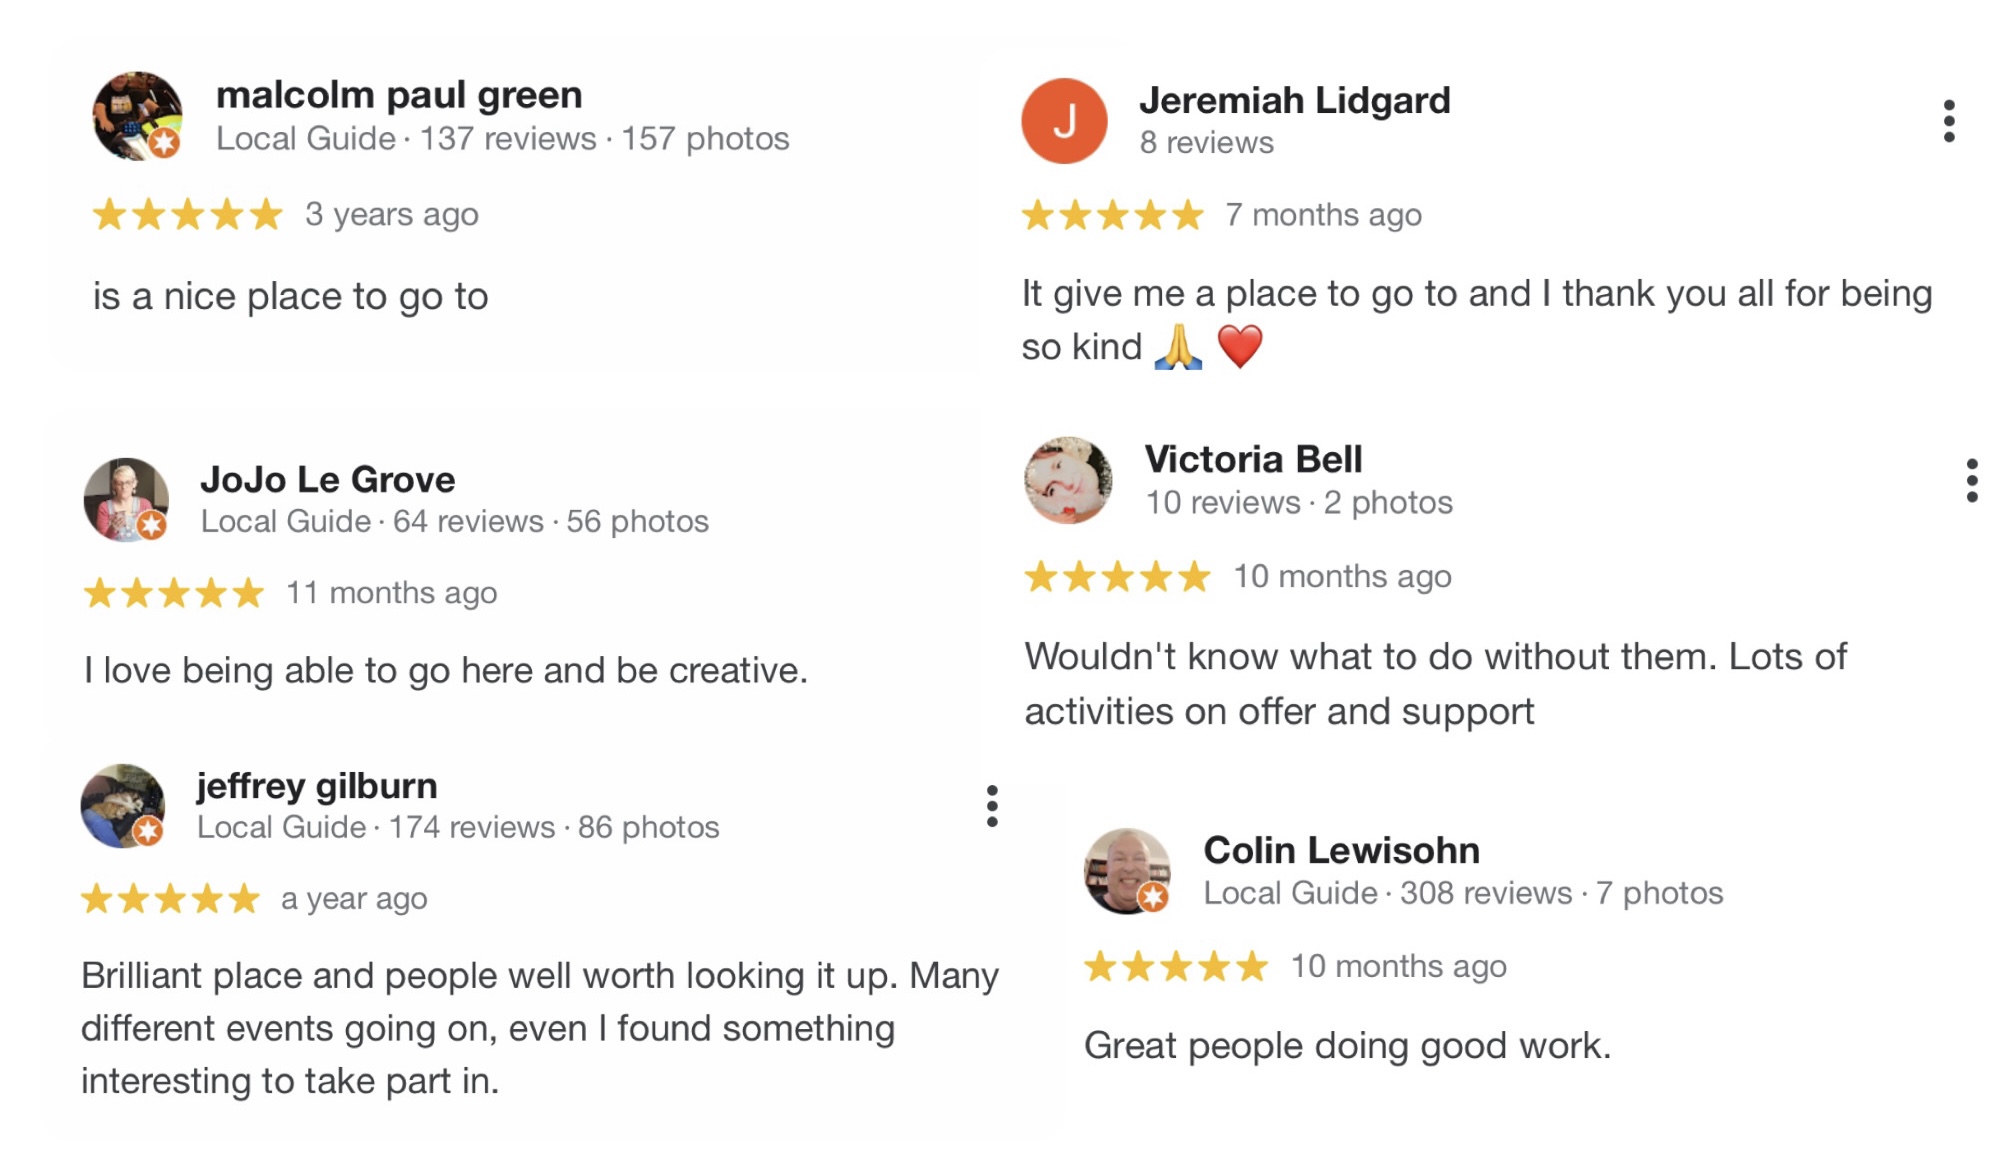 malcolm paul green
Local Guide · 137 reviews · 157 photos
3 years ago
is a nice place to go to
Jeremiah Lidgard
J
8 reviews
7 months ago
It give me a place to go to and I thank you all for being
so kind 🙏 ❤️
JoJo Le Grove
Local Guide · 64 reviews · 56 photos
11 months ago
I love being able to go here and be creative.
Victoria Bell
10 reviews · 2 photos
10 months ago
Wouldn't know what to do without them. Lots of
activities on offer and support
jeffrey gilburn
Local Guide · 174 reviews · 86 photos
a year ago
Brilliant place and people well worth looking it up. Many
different events going on, even I found something
interesting to take part in.
Colin Lewisohn
Local Guide · 308 reviews · 7 photos
10 months ago
Great people doing good work.